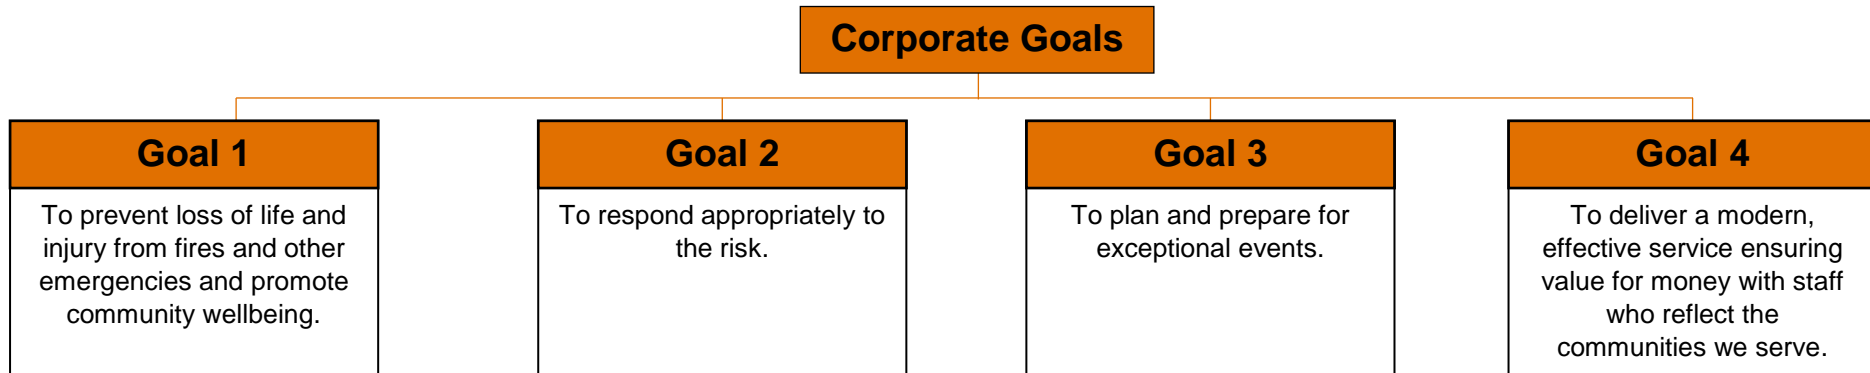 Corporate Goals
Goal 1
To prevent loss of life and
injury from fires and other
emergencies and promote
community wellbeing.
Goal 2
To respond appropriately to
the risk.
Goal 3
To plan and prepare for
exceptional events.
Goal 4
To deliver a modern,
effective service ensuring
value for money with staff
who reflect the
communities we serve.